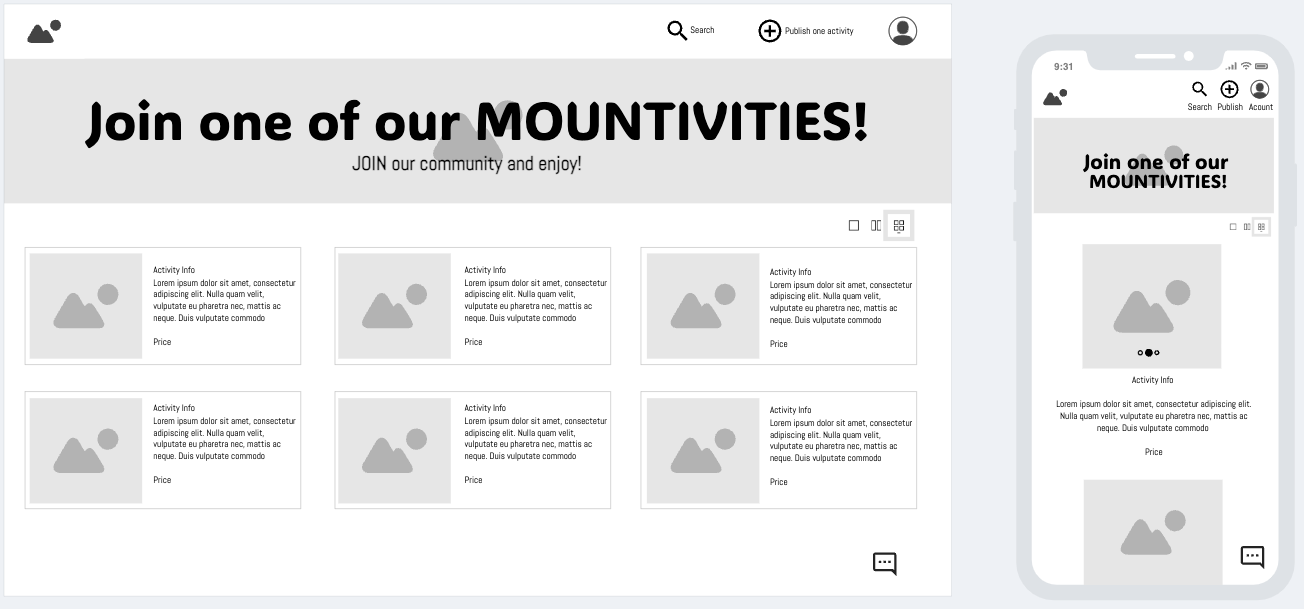 Search
Publish one activity
Join one of our MOUNTIVITIES!
JOIN our community and enjoy!
Activity Info
Lorem ipsum dolor sit amet, consectetur
adipiscing elit. Nulla quam velit,
vulputate eu pharetra nec, mattis ac
neque. Duis vulputate commodo
Price
Activity Info
Lorem ipsum dolor sit amet, consectetur
adipiscing elit. Nulla quam velit,
vulputate eu pharetra nec, mattis ac
neque. Duis vulputate commodo
Price
Activity Info
Lorem ipsum dolor sit amet, consectetur
adipiscing elit. Nulla quam velit,
vulputate eu pharetra nec, mattis ac
neque. Duis vulputate commodo
Price
Activity Info
Lorem ipsum dolor sit amet, consectetur
adipiscing elit. Nulla quam velit,
vulputate eu pharetra nec, mattis ac
neque. Duis vulputate commodo
Price
Activity Info
Lorem ipsum dolor sit amet, consectetur
adipiscing elit. Nulla quam velit,
vulputate eu pharetra nec, mattis ac
neque. Duis vulputate commodo
Price
Activity Info
Lorem ipsum dolor sit amet, consectetur
adipiscing elit. Nulla quam velit,
vulputate eu pharetra nec, mattis ac
neque. Duis vulputate commodo
Price
9:31
Search
Publish
Acount
Join one of our
MOUNTIVITIES!
Activity Info
Lorem ipsum dolor sit amet, consectetur adipiscing elit.
Nulla quam velit, vulputate eu pharetra nec, mattis ac
neque. Duis vulputate commodo
Price